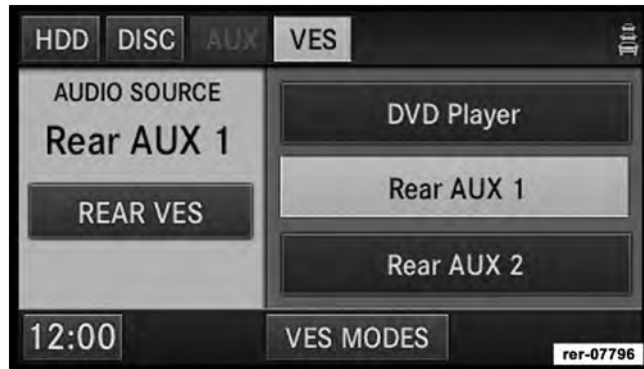 HDD DISC AUX VES
AUDIO SOURCE
Rear AUX 1
REAR VES
DVD Player
Rear AUX 1
Rear AUX 2
12:00 VES MODES
rer-07796